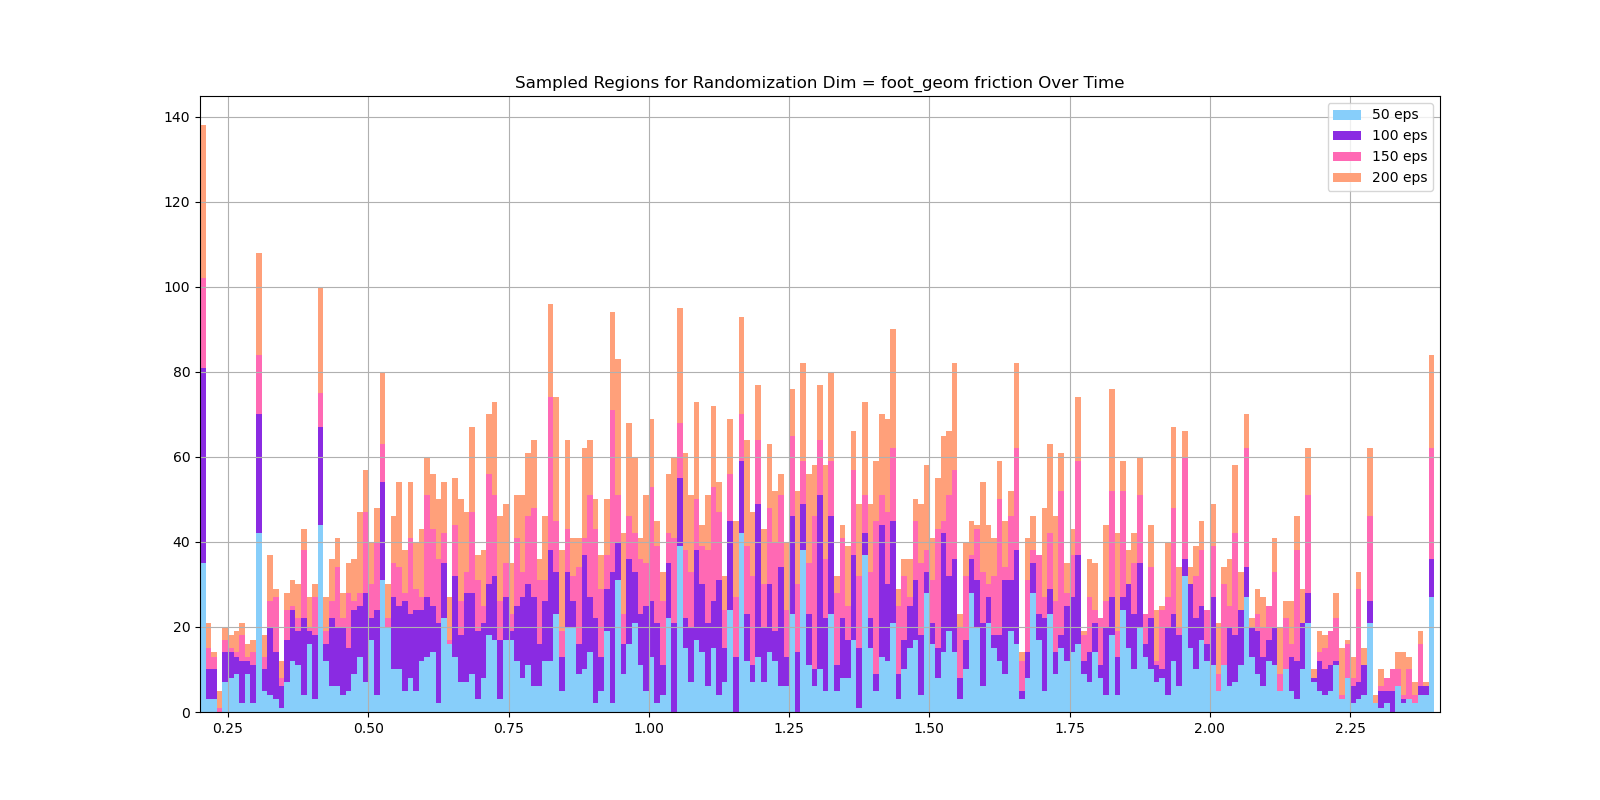 Sampled Regions for Randomization Dim = foot_geom friction Over Time
140
120
100
80
60
40
20
0
0.25 0.50 0.75 1.00 1.25 1.50 1.75 2.00 2.25
50 eps
100 eps
150 eps
200 eps